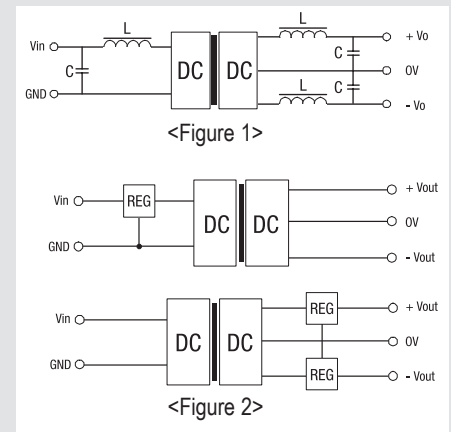 L
L
Vin
+ Vo
C
C
DC
DC
0V
C
L
GND
- Vo
<Figure 1>
+ Vout
Vin
REG
DC
DC
0V
GND
- Vout
REG
+ Vout
Vin
DC
DC
0V
GND
REG
- Vout
<Figure 2>